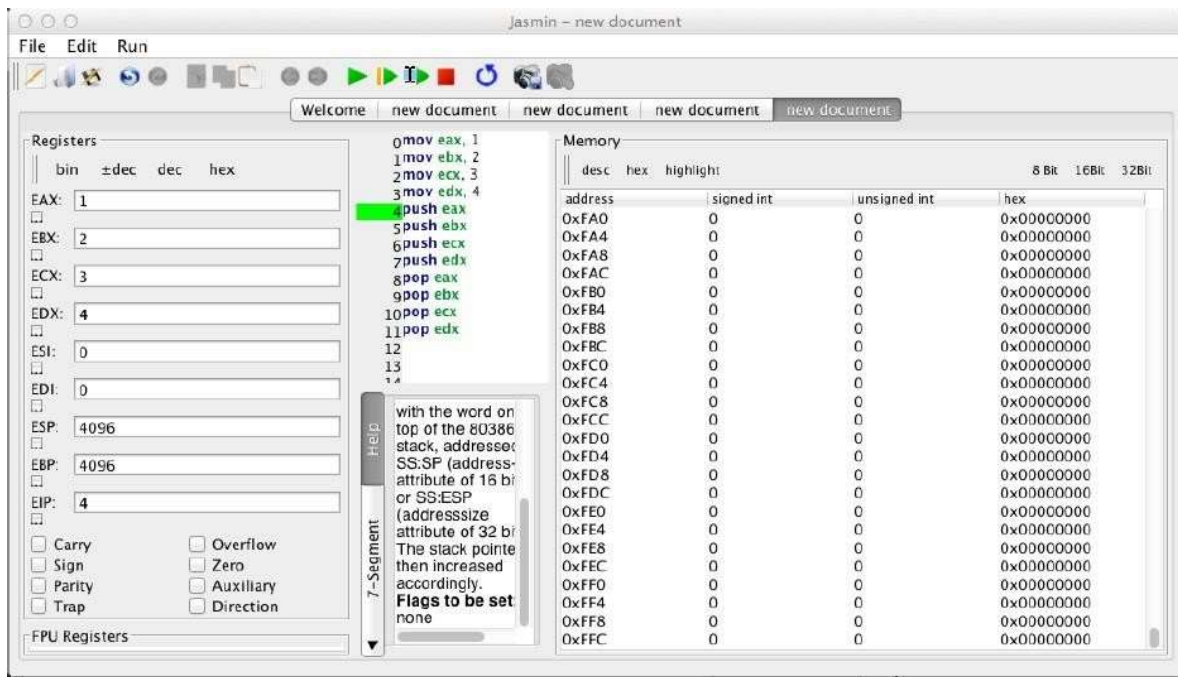 Jasmin – new document
File Edit Run
Welcome new document new document new document new document
Registers
bin ±dec dec hex
EAX: 1
EBX: 2
ECX: 3
EDX: 4
ESI: 0
EDI: 0
ESP: 4096
EBP: 4096
EIP: 4
Carry Overflow
Sign Zero
Parity Auxiliary
Trap Direction
FPU Registers
0 mov eax, 1
1 mov ebx, 2
2 mov ecx, 3
3 mov edx, 4
4 push eax
5 push ebx
6 push ecx
7 push edx
8 pop eax
9 pop ebx
10 pop ecx
11 pop edx
12
13
14
Help
7-Segment
with the word on
top of the 80386
stack, addressed
SS:SP (address-
attribute of 16 bi
or SS:ESP
(addresssize
attribute of 32 bi
The stack pointe
then increased
accordingly.
Flags to be set:
none
Memory
desc hex highlight 8 Bit 16Bit 32Bit
address signed int unsigned int hex
0xFA0 0 0 0x00000000
0xFA4 0 0 0x00000000
0xFA8 0 0 0x00000000
0xFAC 0 0 0x00000000
0xFB0 0 0 0x00000000
0xFB4 0 0 0x00000000
0xFB8 0 0 0x00000000
0xFBC 0 0 0x00000000
0xFC0 0 0 0x00000000
0xFC4 0 0 0x00000000
0xFC8 0 0 0x00000000
0xFCC 0 0 0x00000000
0xFD0 0 0 0x00000000
0xFD4 0 0 0x00000000
0xFD8 0 0 0x00000000
0xFDC 0 0 0x00000000
0xFE0 0 0 0x00000000
0xFE4 0 0 0x00000000
0xFE8 0 0 0x00000000
0xFEC 0 0 0x00000000
0xFF0 0 0 0x00000000
0xFF4 0 0 0x00000000
0xFF8 0 0 0x00000000
0xFFC 0 0 0x00000000